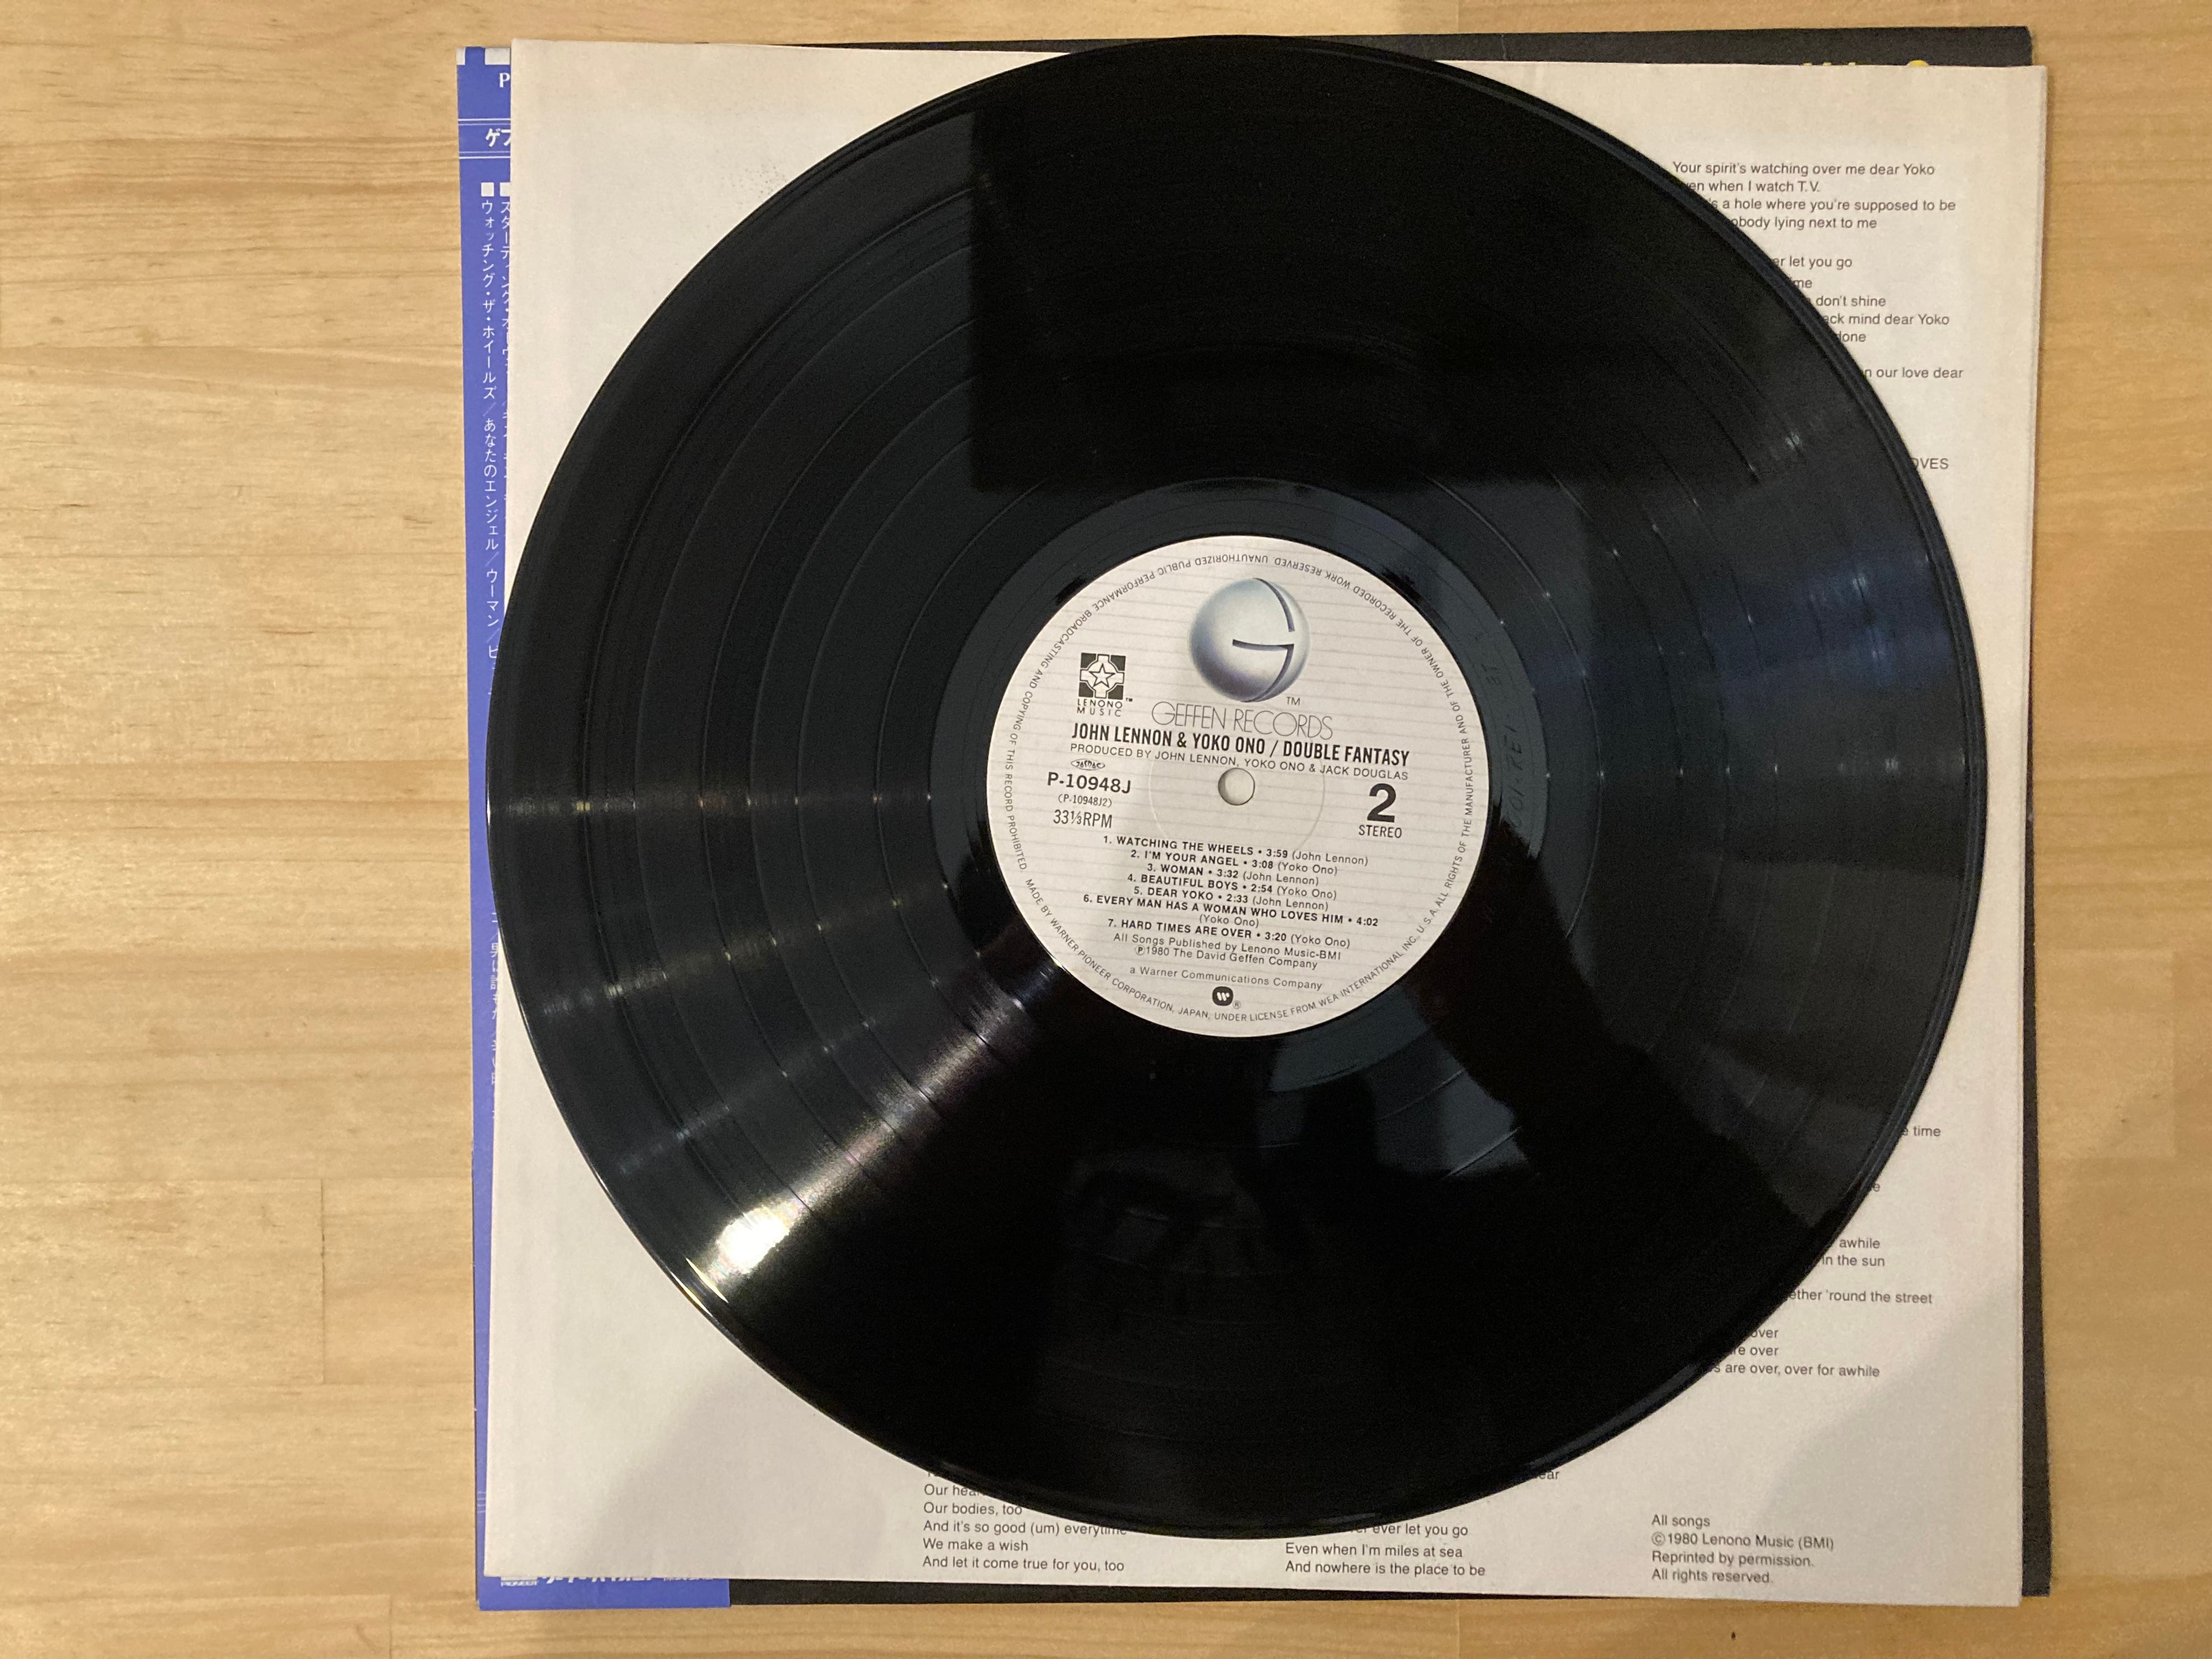 ウォッチング・ザ・ホイールズ／あなたのエンジェル／ウーマン／
Your spirit's watching over me dear Yoko
when I watch T.V.
a hole where you're supposed to be
lying next to me
let you go
don't shine
mind dear Yoko
our love dear
time
awhile
in the sun
'round the street
over
over
are over, over for awhile
UNAUTHORIZED PUBLIC PERFORMANCE BROADCASTING AND COPYING OF THIS RECORD PROHIBITED. MADE BY WARNER PIONEER CORPORATION, JAPAN, UNDER LICENSE FROM WEA INTERNATIONAL INC. U.S.A. ALL RIGHTS OF THE MANUFACTURER AND OF THE OWNER OF THE RECORDED WORK RESERVED
LENONO™
MUSIC
TM
GEFFEN RECORDS
JOHN LENNON & YOKO ONO / DOUBLE FANTASY
PRODUCED BY JOHN LENNON, YOKO ONO & JACK DOUGLAS
P-10948J
(P-10948J2)
33⅓RPM
2
STEREO
1. WATCHING THE WHEELS • 3:59 (John Lennon)
2. I'M YOUR ANGEL • 3:08 (Yoko Ono)
3. WOMAN • 3:32 (John Lennon)
4. BEAUTIFUL BOYS • 2:54 (Yoko Ono)
5. DEAR YOKO • 2:33 (John Lennon)
6. EVERY MAN HAS A WOMAN WHO LOVES HIM • 4:02
(Yoko Ono)
7. HARD TIMES ARE OVER • 3:20 (Yoko Ono)
All Songs Published by Lenono Music-BMI
℗1980 The David Geffen Company
a Warner Communications Company
®
Our
Our bodies, too
And it's so good (um) everytime
We make a wish
And let it come true for you, too
ever let you go
Even when I'm miles at sea
And nowhere is the place to be
All songs
©1980 Lenono Music (BMI)
Reprinted by permission.
All rights reserved.
PIONEER